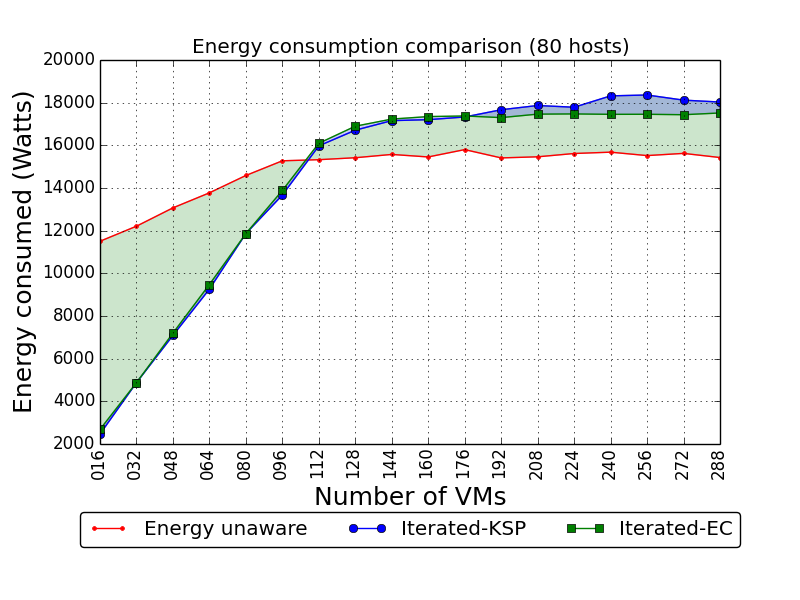 Energy consumption comparison (80 hosts)
20000
18000
16000
14000
12000
10000
8000
6000
4000
2000
Energy consumed (Watts)
016 032 048 064 080 096 112 128 144 160 176 192 208 224 240 256 272 288
Number of VMs
Energy unaware Iterated-KSP Iterated-EC